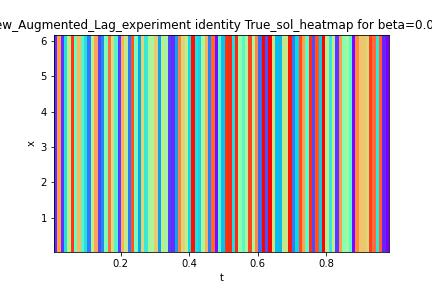 ew_Augmented_Lag_experiment identity True_sol_heatmap for beta=0.0
6
5
4
3
2
1
x
0.2 0.4 0.6 0.8
t